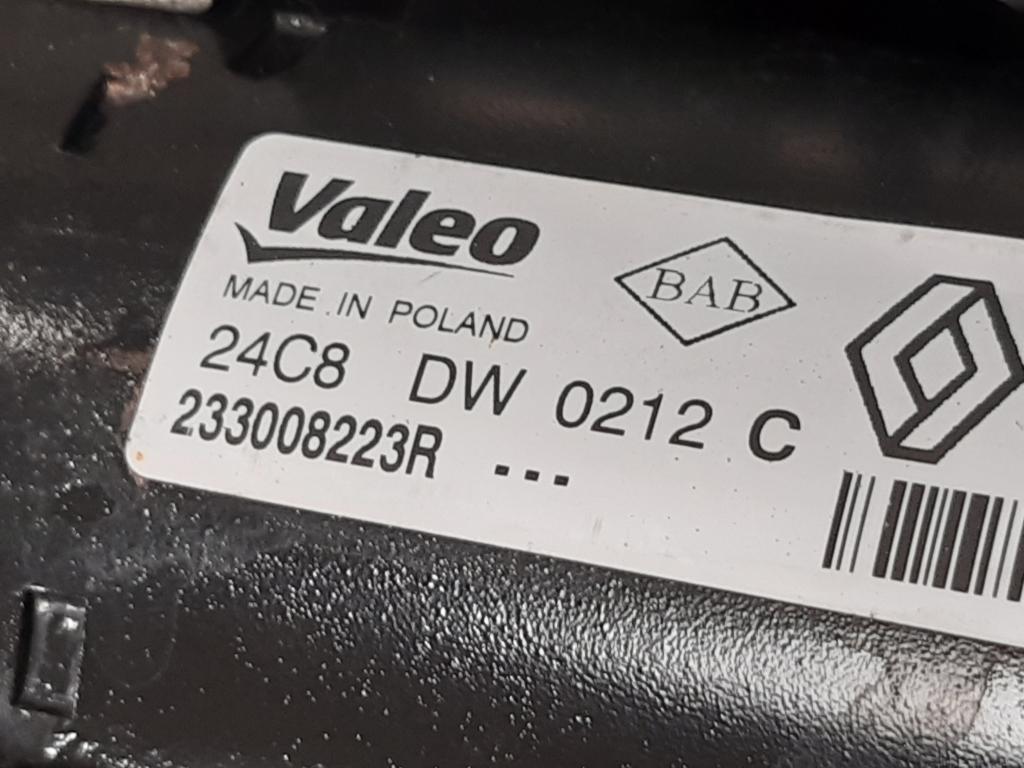 Valeo
BAB
MADE IN POLAND
24C8 DW 0212 C
233008223R ...